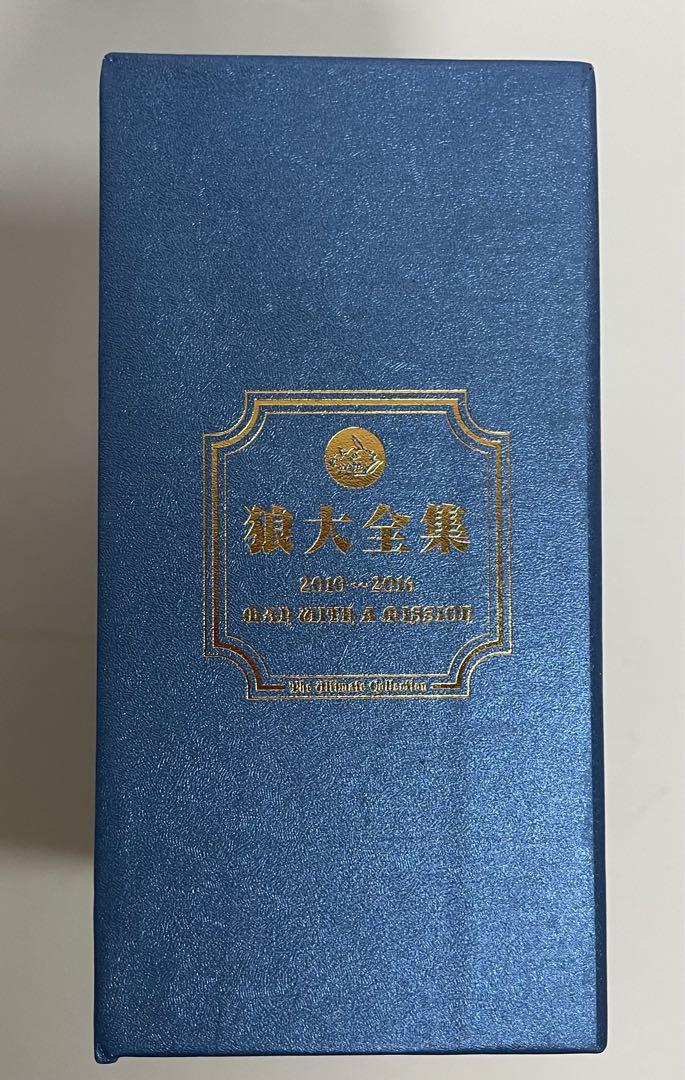 狼大全集
2010〜2016
MAN WITH A MISSION
The Ultimate Collection